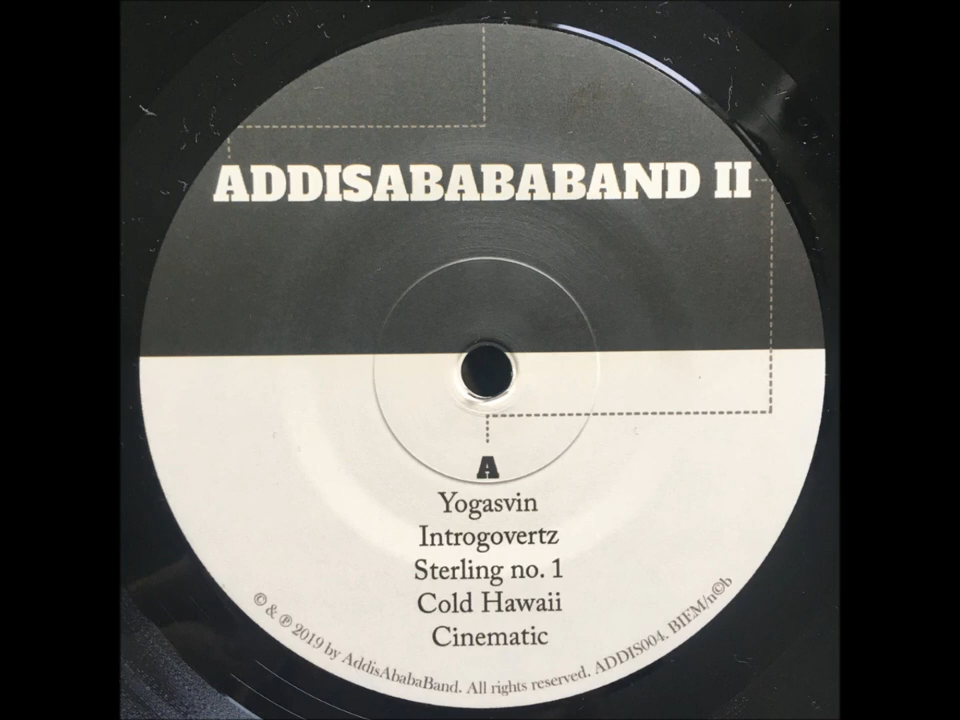 ADDISABABABAND II
A
Yogasvin
Introgovertz
Sterling no. 1
Cold Hawaii
Cinematic
© & ℗ 2019 by AddisAbabaBand. All rights reserved. ADDIS004. BIEM/n©b